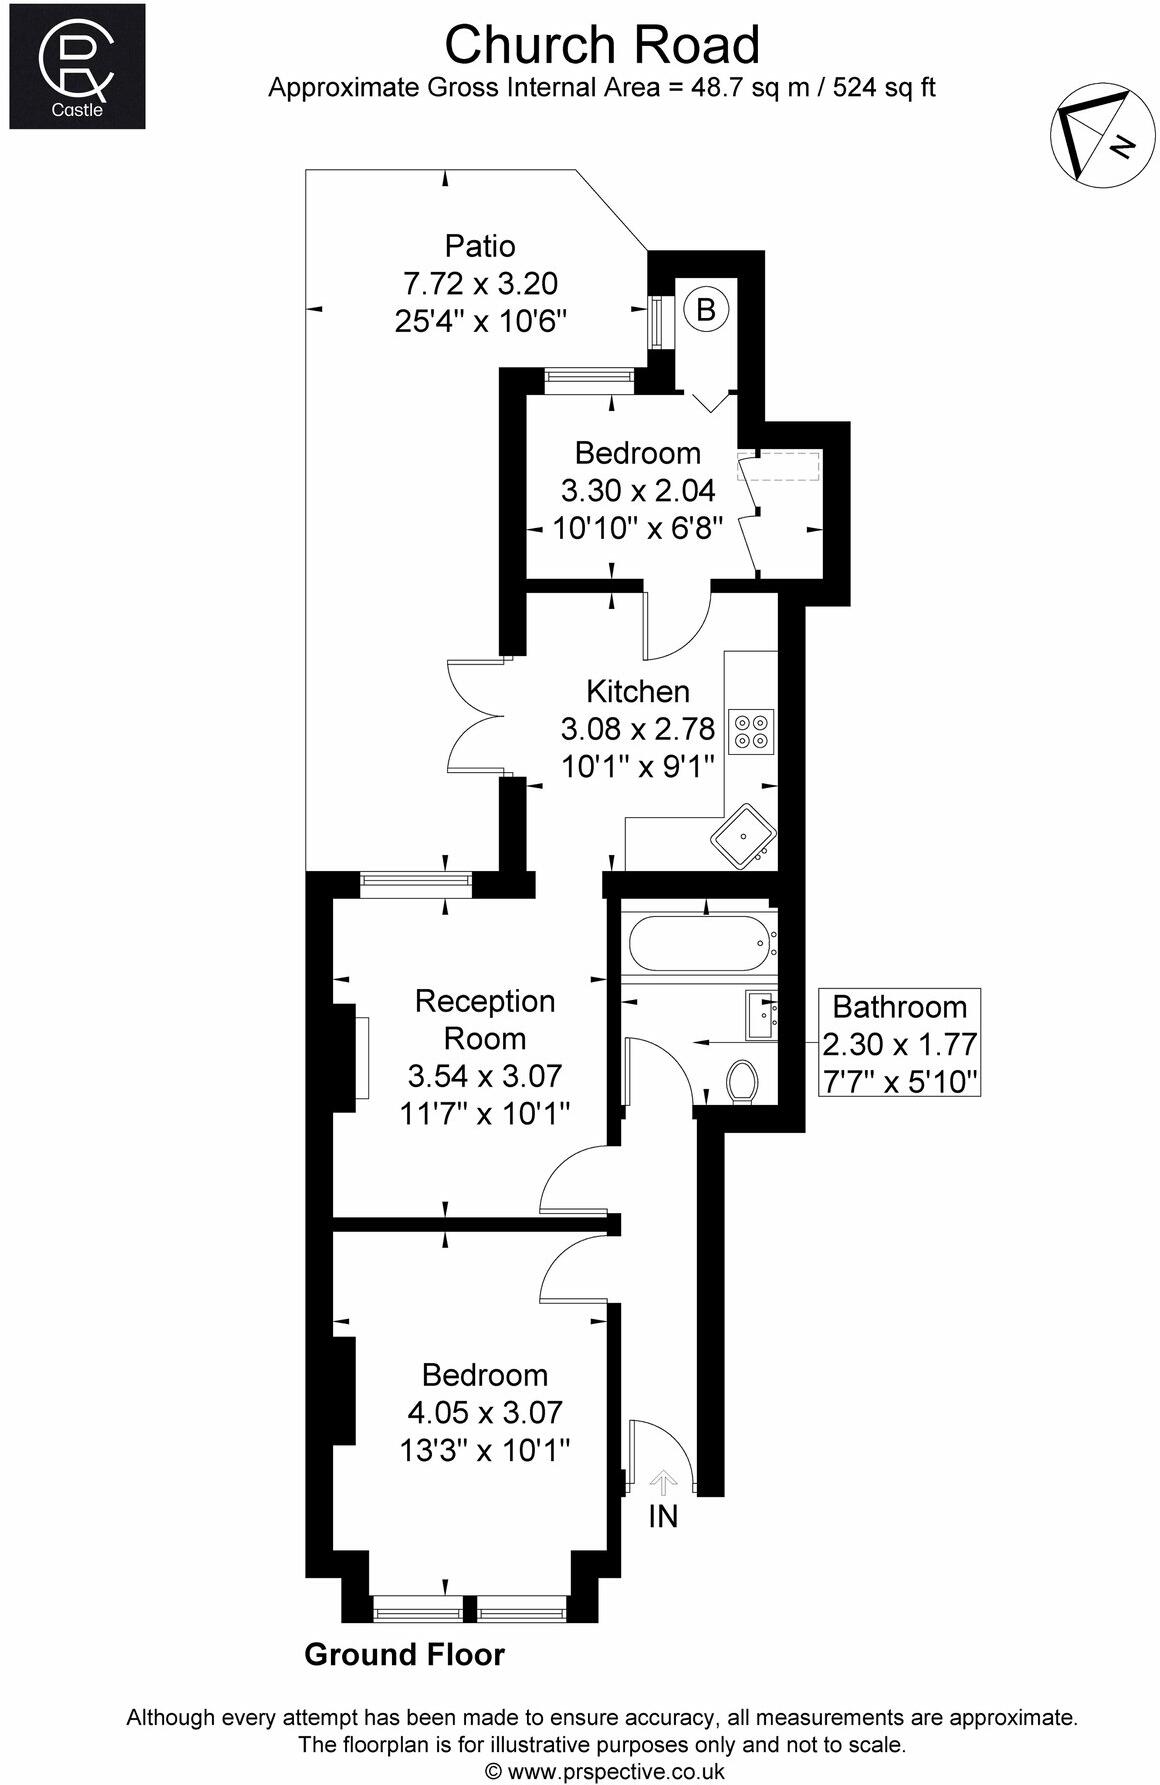 Castle
Church Road
Approximate Gross Internal Area = 48.7 sq m / 524 sq ft
N
Patio
7.72 x 3.20
25'4" x 10'6"
B
Bedroom
3.30 x 2.04
10'10" x 6'8"
Kitchen
3.08 x 2.78
10'1" x 9'1"
Reception
Room
3.54 x 3.07
11'7" x 10'1"
Bathroom
2.30 x 1.77
7'7" x 5'10"
Bedroom
4.05 x 3.07
13'3" x 10'1"
IN
Ground Floor
Although every attempt has been made to ensure accuracy, all measurements are approximate.
The floorplan is for illustrative purposes only and not to scale.
© www.prspective.co.uk